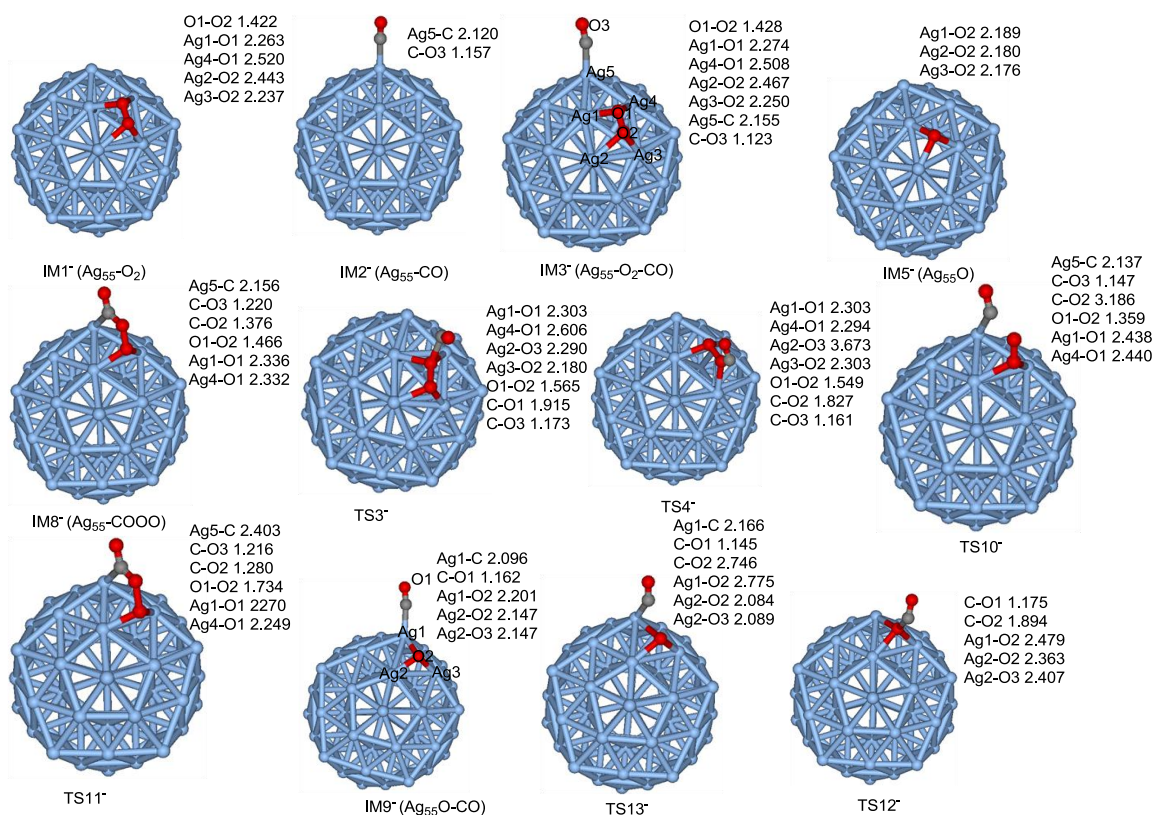 O1-O2 1.422
Ag1-O1 2.263
Ag4-O1 2.520
Ag2-O2 2.443
Ag3-O2 2.237
IM1⁻ (Ag₅₅-O₂)
Ag5-C 2.120
C-O3 1.157
IM2⁻ (Ag₅₅-CO)
O3
Ag5
Ag4
Ag1
O1
O2
Ag2
Ag3
O1-O2 1.428
Ag1-O1 2.274
Ag4-O1 2.508
Ag2-O2 2.467
Ag3-O2 2.250
Ag5-C 2.155
C-O3 1.123
IM3⁻ (Ag₅₅-O₂-CO)
Ag1-O2 2.189
Ag2-O2 2.180
Ag3-O2 2.176
IM5⁻ (Ag₅₅O)
Ag5-C 2.156
C-O3 1.220
C-O2 1.376
O1-O2 1.466
Ag1-O1 2.336
Ag4-O1 2.332
IM8⁻ (Ag₅₅-COOO)
Ag1-O1 2.303
Ag4-O1 2.606
Ag2-O3 2.290
Ag3-O2 2.180
O1-O2 1.565
C-O1 1.915
C-O3 1.173
TS3⁻
Ag1-O1 2.303
Ag4-O1 2.294
Ag2-O3 3.673
Ag3-O2 2.303
O1-O2 1.549
C-O2 1.827
C-O3 1.161
TS4⁻
Ag5-C 2.137
C-O3 1.147
C-O2 3.186
O1-O2 1.359
Ag1-O1 2.438
Ag4-O1 2.440
TS10⁻
Ag5-C 2.403
C-O3 1.216
C-O2 1.280
O1-O2 1.734
Ag1-O1 2270
Ag4-O1 2.249
TS11⁻
O1
Ag1
O2
Ag2
Ag3
Ag1-C 2.096
C-O1 1.162
Ag1-O2 2.201
Ag2-O2 2.147
Ag2-O3 2.147
IM9⁻ (Ag₅₅O-CO)
Ag1-C 2.166
C-O1 1.145
C-O2 2.746
Ag1-O2 2.775
Ag2-O2 2.084
Ag2-O3 2.089
TS13⁻
C-O1 1.175
C-O2 1.894
Ag1-O2 2.479
Ag2-O2 2.363
Ag2-O3 2.407
TS12⁻